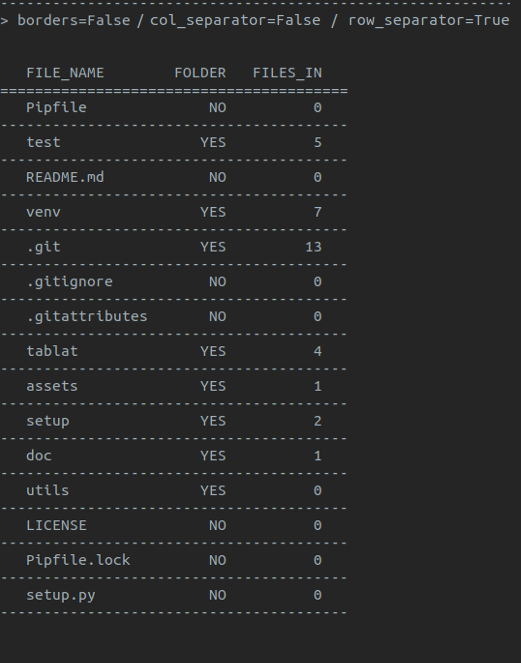 > borders=False / col_separator=False / row_separator=True
FILE_NAME FOLDER FILES_IN
========================================
Pipfile NO 0
----------------------------------------
test YES 5
----------------------------------------
README.md NO 0
----------------------------------------
venv YES 7
----------------------------------------
.git YES 13
----------------------------------------
.gitignore NO 0
----------------------------------------
.gitattributes NO 0
----------------------------------------
tablat YES 4
----------------------------------------
assets YES 1
----------------------------------------
setup YES 2
----------------------------------------
doc YES 1
----------------------------------------
utils YES 0
----------------------------------------
LICENSE NO 0
----------------------------------------
Pipfile.lock NO 0
----------------------------------------
setup.py NO 0
----------------------------------------